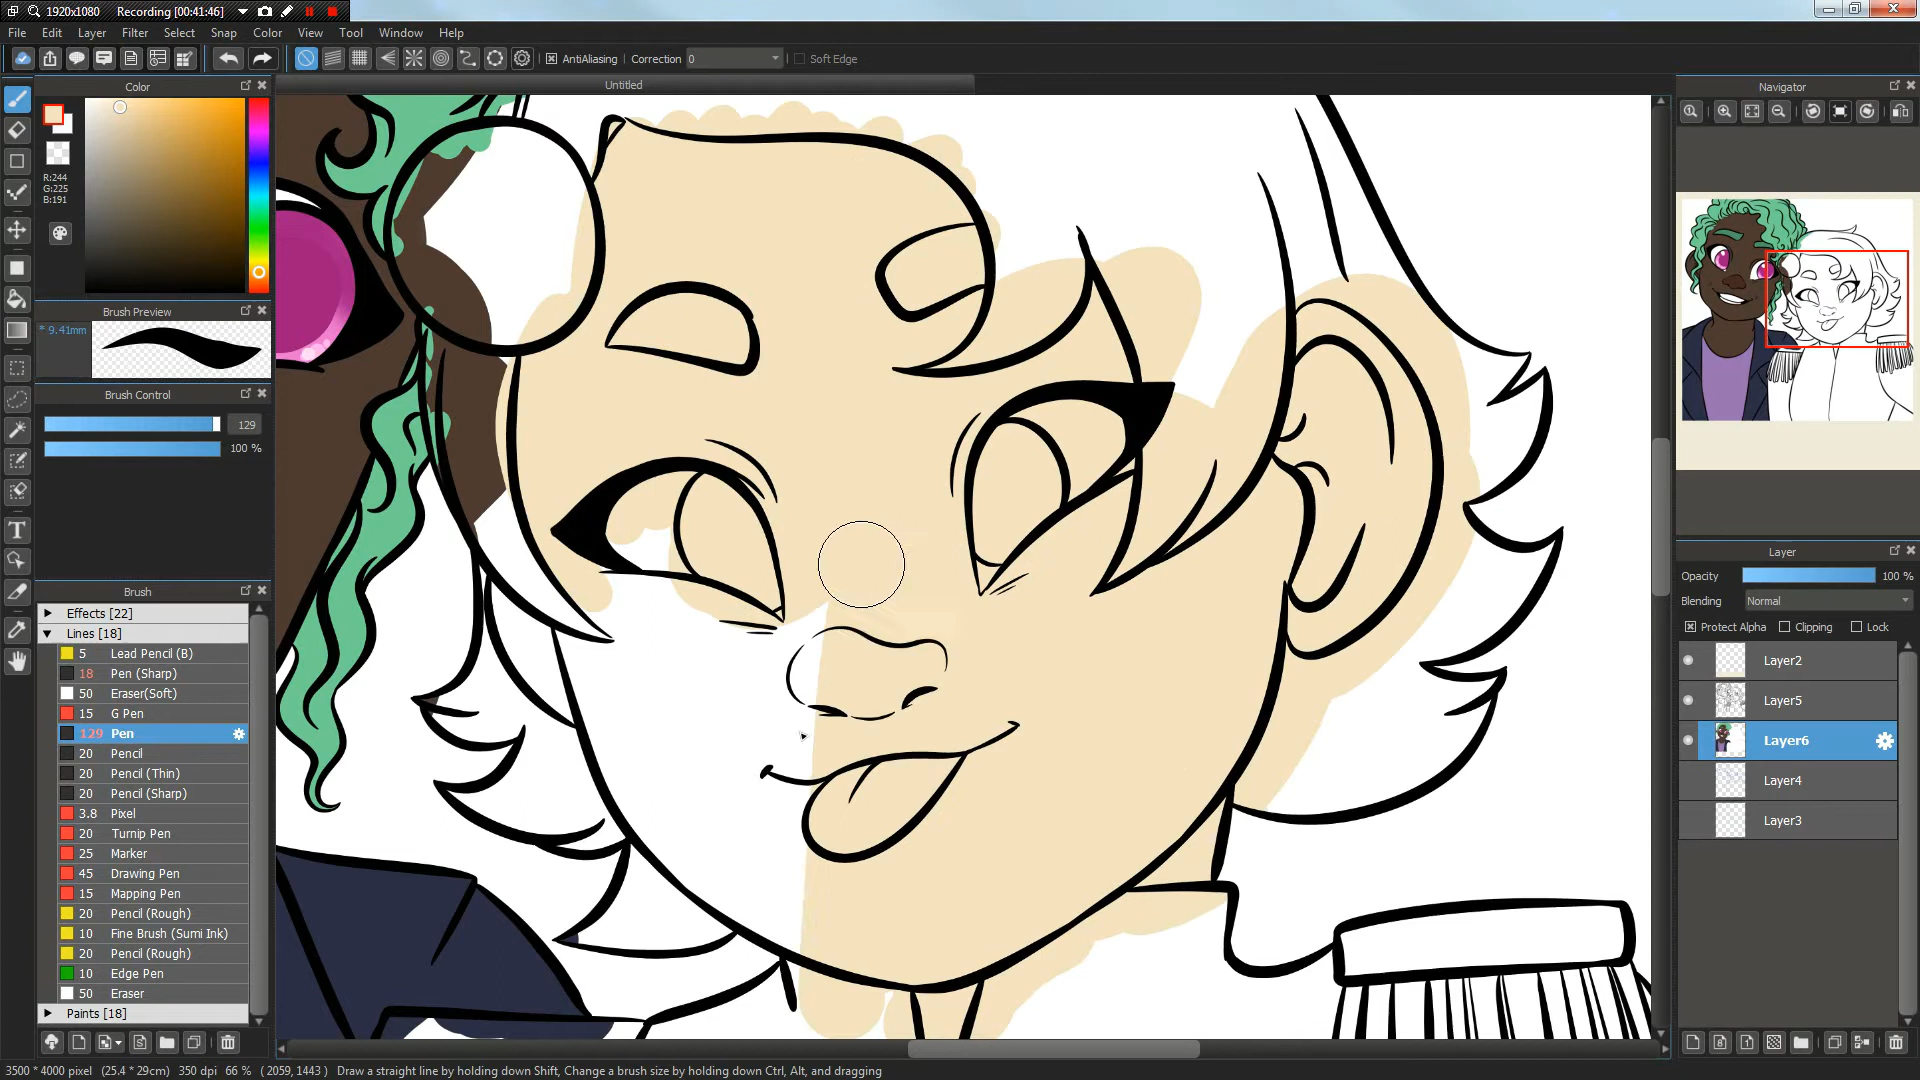 1920x1080 Recording [00:41:46]
File Edit Layer Filter Select Snap Color View Tool Window Help
AntiAliasing Correction 0 Soft Edge
Untitled
Color
R:244
G:225
B:191
Brush Preview
* 9.41mm
Brush Control
129
100 %
Brush
Effects [22]
Lines [18]
5 Lead Pencil (B)
18 Pen (Sharp)
50 Eraser(Soft)
15 G Pen
129 Pen
20 Pencil
20 Pencil (Thin)
20 Pencil (Sharp)
3.8 Pixel
20 Turnip Pen
25 Marker
45 Drawing Pen
15 Mapping Pen
20 Pencil (Rough)
10 Fine Brush (Sumi Ink)
20 Pencil (Rough)
10 Edge Pen
50 Eraser
Paints [18]
Navigator
Layer
Opacity 100 %
Blending Normal
Protect Alpha Clipping Lock
Layer2
Layer5
Layer6
Layer4
Layer3
3500 * 4000 pixel (25.4 * 29cm) 350 dpi 66 % ( 2059, 1443 ) Draw a straight line by holding down Shift, Change a brush size by holding down Ctrl, Alt, and dragging